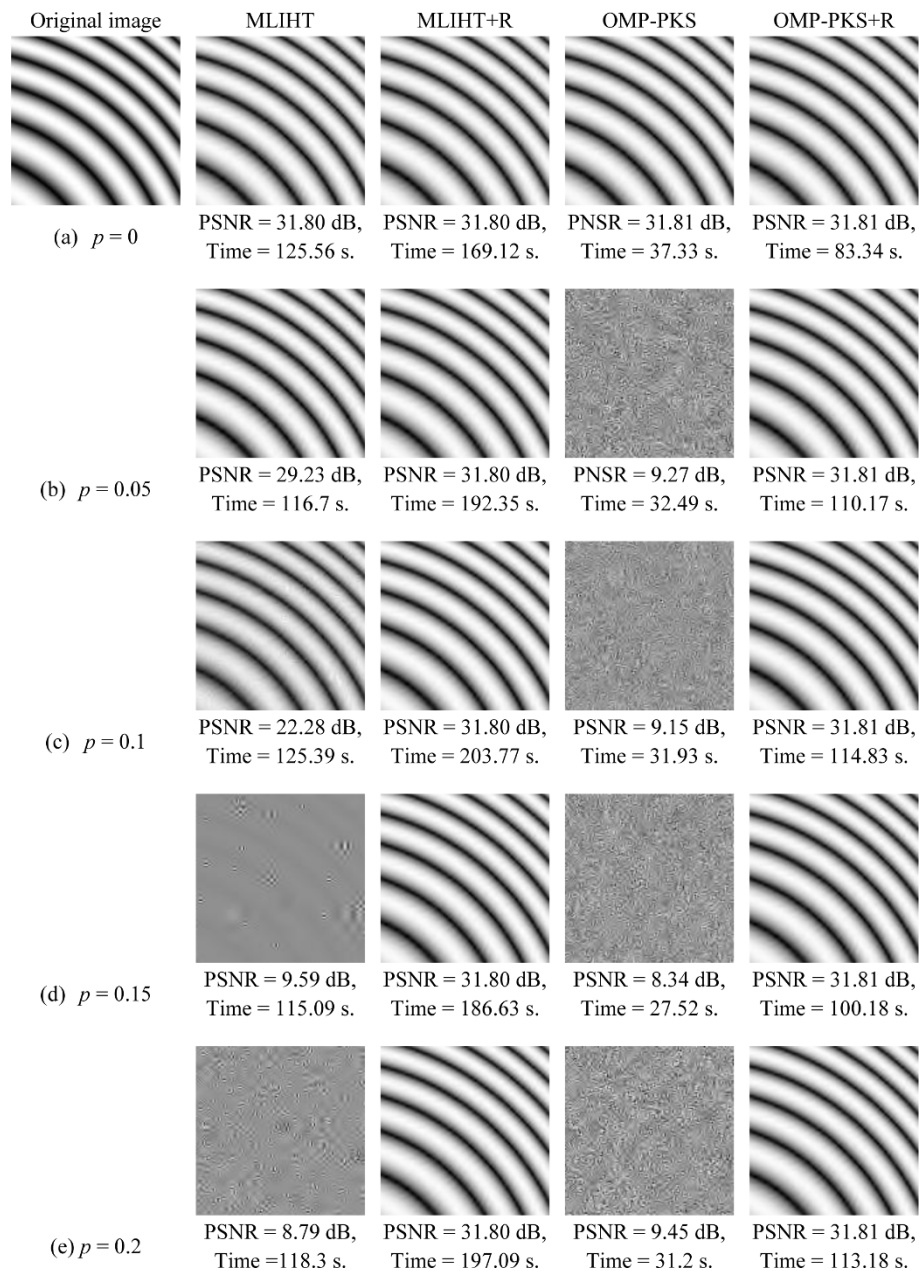 Original image MLIHT MLIHT+R OMP-PKS OMP-PKS+R
(a) p = 0
PSNR = 31.80 dB, PSNR = 31.80 dB, PNSR = 31.81 dB, PSNR = 31.81 dB,
Time = 125.56 s. Time = 169.12 s. Time = 37.33 s. Time = 83.34 s.
(b) p = 0.05
PSNR = 29.23 dB, PSNR = 31.80 dB, PNSR = 9.27 dB, PSNR = 31.81 dB,
Time = 116.7 s. Time = 192.35 s. Time = 32.49 s. Time = 110.17 s.
(c) p = 0.1
PSNR = 22.28 dB, PSNR = 31.80 dB, PSNR = 9.15 dB, PSNR = 31.81 dB,
Time = 125.39 s. Time = 203.77 s. Time = 31.93 s. Time = 114.83 s.
(d) p = 0.15
PSNR = 9.59 dB, PSNR = 31.80 dB, PSNR = 8.34 dB, PSNR = 31.81 dB,
Time = 115.09 s. Time = 186.63 s. Time = 27.52 s. Time = 100.18 s.
(e) p = 0.2
PSNR = 8.79 dB, PSNR = 31.80 dB, PSNR = 9.45 dB, PSNR = 31.81 dB,
Time =118.3 s. Time = 197.09 s. Time = 31.2 s. Time = 113.18 s.